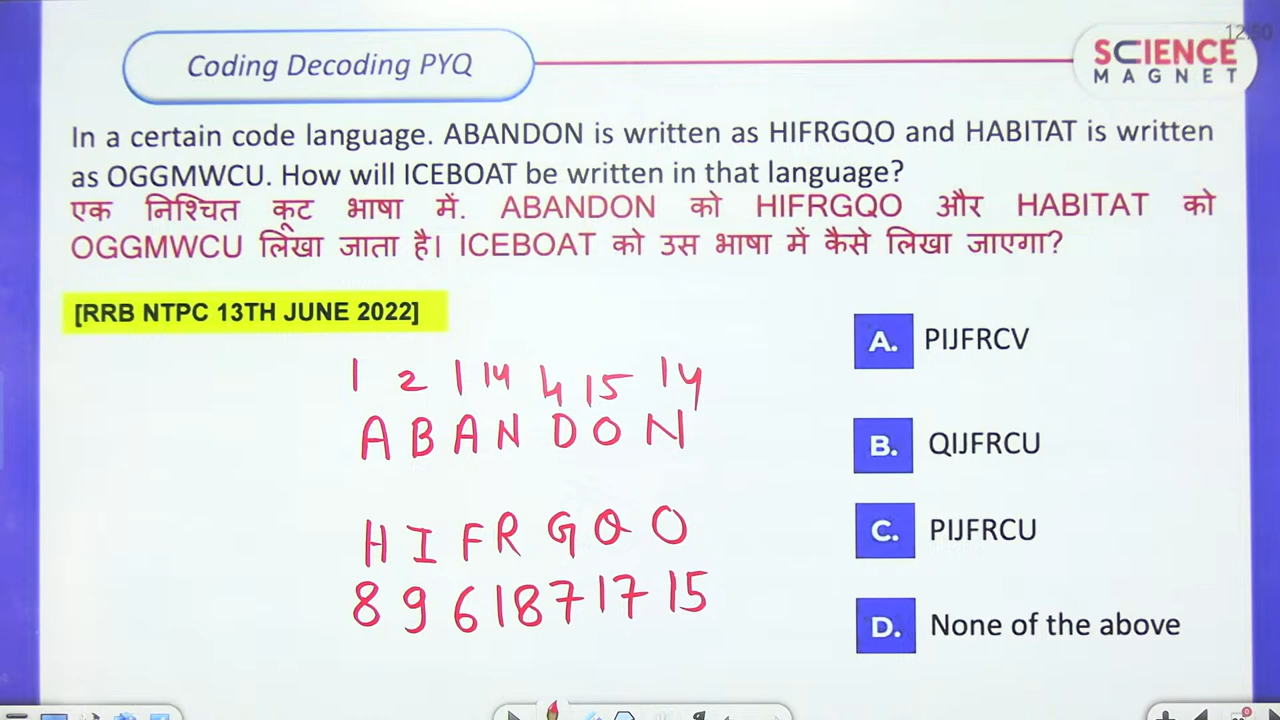 12:50
Coding Decoding PYQ
SCIENCE
MAGNET
In a certain code language. ABANDON is written as HIFRGQO and HABITAT is written
as OGGMWCU. How will ICEBOAT be written in that language?
एक निश्चित कूट भाषा में. ABANDON को HIFRGQO और HABITAT को
OGGMWCU लिखा जाता है। ICEBOAT को उस भाषा में कैसे लिखा जाएगा?
[RRB NTPC 13TH JUNE 2022]
A. PIJFRCV
B. QIJFRCU
C. PIJFRCU
D. None of the above
1 2 1 14 4 15 14
A B A N D O N
H I F R G Q O
8 9 6 18 7 17 15